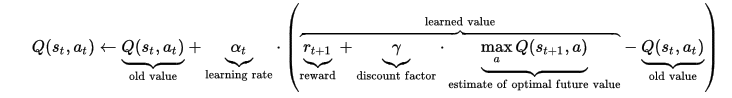 learned value
Q(s_t, a_t) ← Q(s_t, a_t) + α_t · ( r_{t+1} + γ · max_a Q(s_{t+1}, a) − Q(s_t, a_t) )
old value learning rate reward discount factor estimate of optimal future value old value